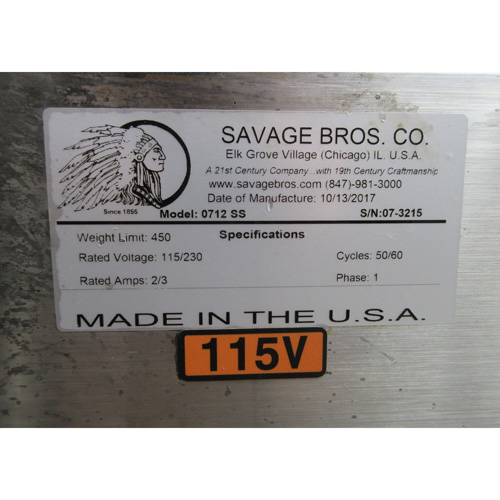 SAVAGE BROS. CO.
Elk Grove Village (Chicago) IL. U.S.A.
A 21st Century Company...with 19th Century Craftmanship
www.savagebros.com (847)-981-3000
Date of Manufacture: 10/13/2017
Since 1855
Model: 0712 SS S/N:07-3215
Specifications
Weight Limit: 450
Rated Voltage: 115/230 Cycles: 50/60
Rated Amps: 2/3 Phase: 1
MADE IN THE U.S.A.
115V